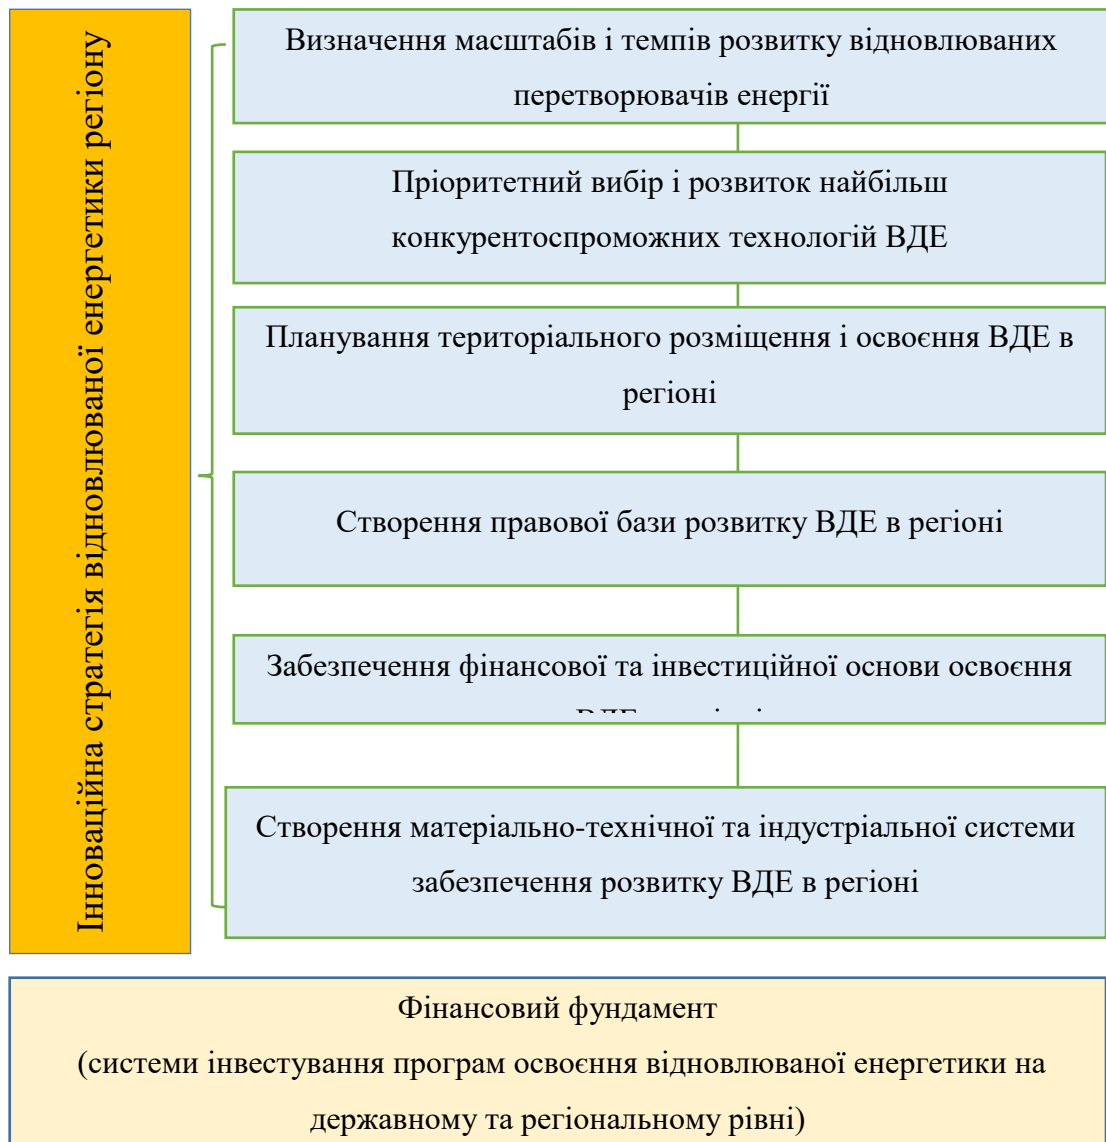 Інноваційна стратегія відновлюваної енергетики регіону
Визначення масштабів і темпів розвитку відновлюваних
перетворювачів енергії
Пріоритетний вибір і розвиток найбільш
конкурентоспроможних технологій ВДЕ
Планування територіального розміщення і освоєння ВДЕ в
регіоні
Створення правової бази розвитку ВДЕ в регіоні
Забезпечення фінансової та інвестиційної основи освоєння
Створення матеріально-технічної та індустріальної системи
забезпечення розвитку ВДЕ в регіоні
Фінансовий фундамент
(системи інвестування програм освоєння відновлюваної енергетики на
державному та регіональному рівні)